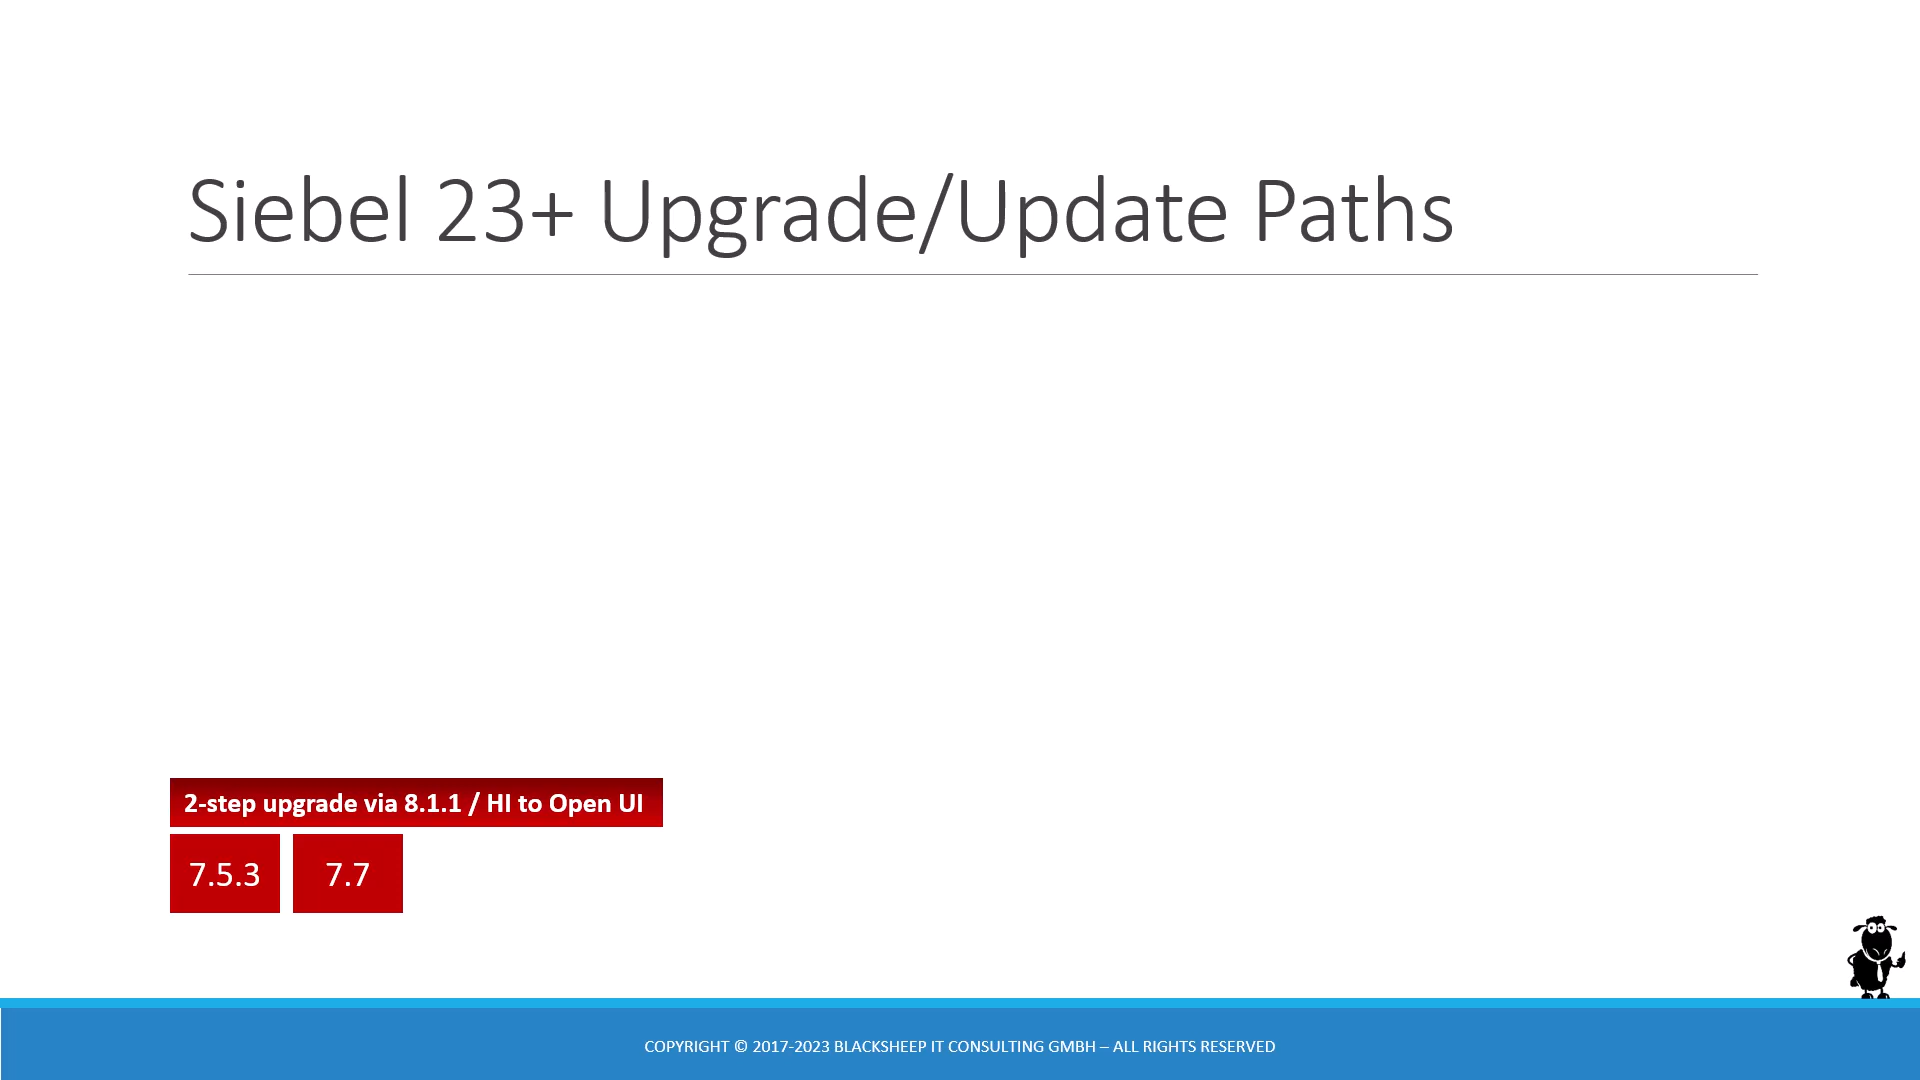 Siebel 23+ Upgrade/Update Paths
2-step upgrade via 8.1.1 / HI to Open UI
7.5.3
7.7
COPYRIGHT © 2017-2023 BLACKSHEEP IT CONSULTING GMBH – ALL RIGHTS RESERVED